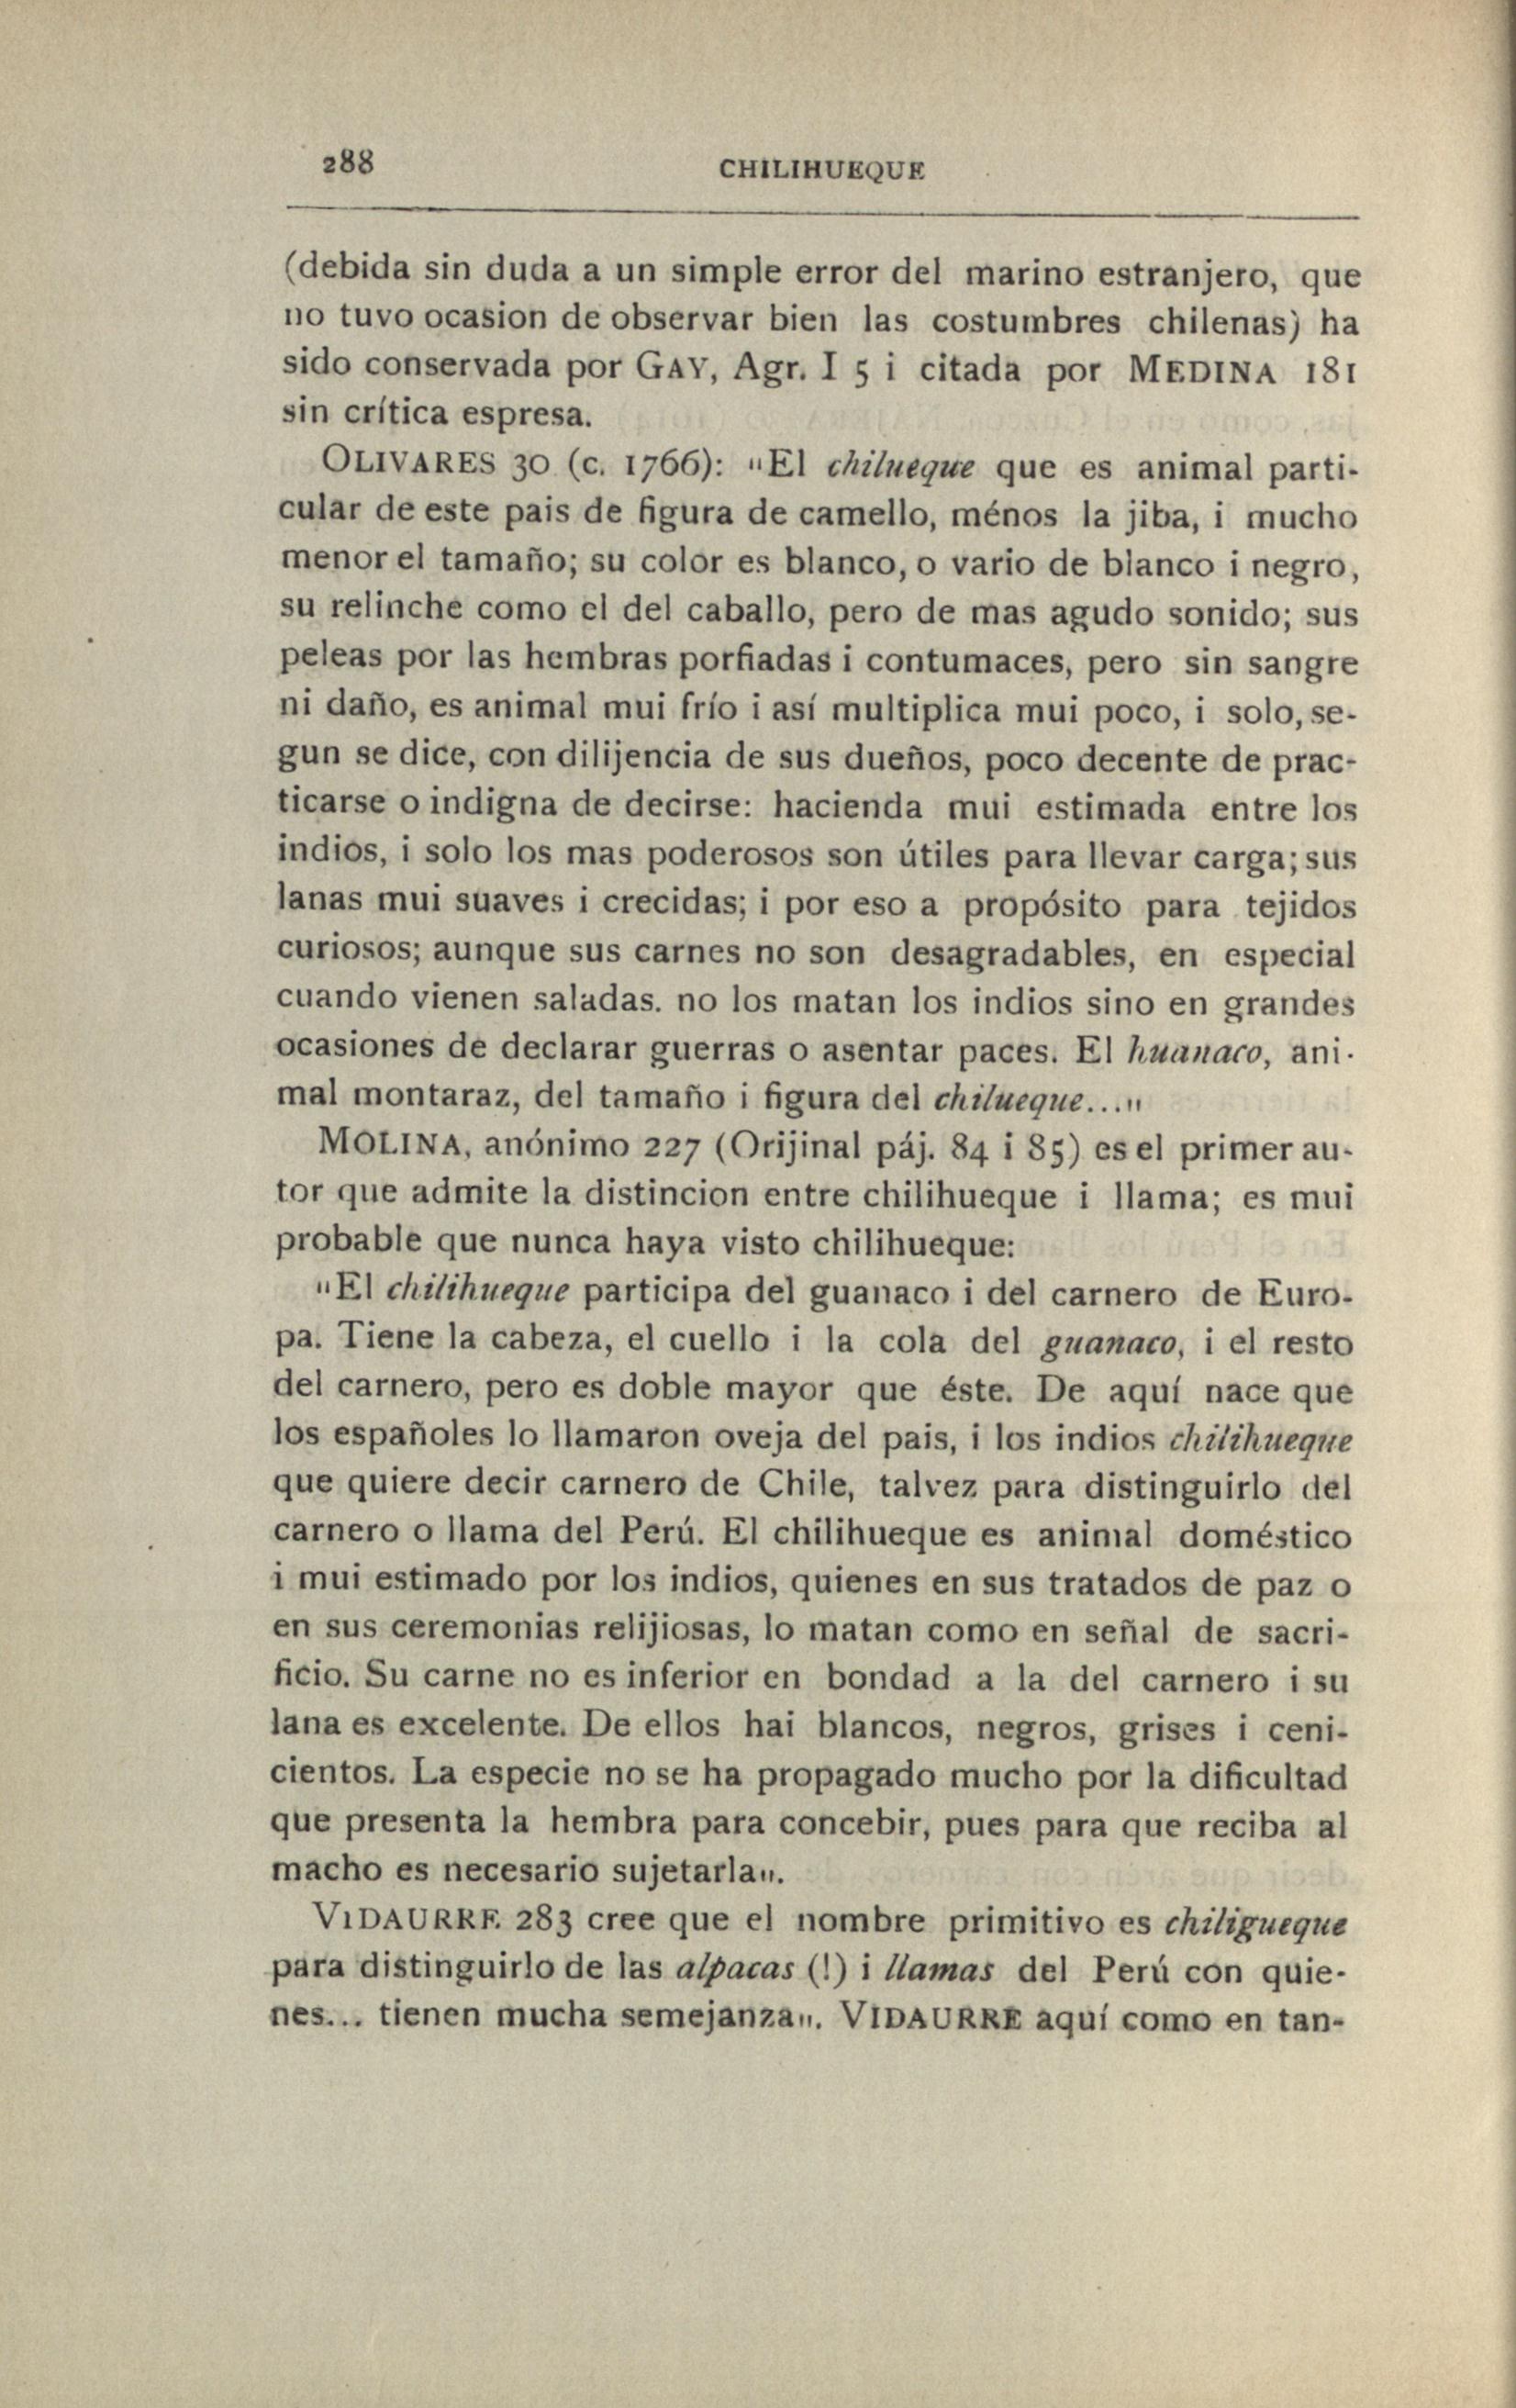 288
CHILIHUEQUE
(debida sin duda a un simple error del marino estranjero, que
no tuvo ocasion de observar bien las costumbres chilenas) ha
sido conservada por GAY, Agr. I 5 i citada por MEDINA 181
sin crítica espresa.
OLIVARES 30 (c. 1766): "El chilueque que es animal parti-
cular de este pais de figura de camello, ménos la jiba, i mucho
menor el tamaño; su color es blanco, o vario de blanco i negro,
su relinche como el del caballo, pero de mas agudo sonido; sus
peleas por las hembras porfiadas i contumaces, pero sin sangre
ni daño, es animal mui frío i así multiplica mui poco, i solo, se-
gun se dice, con dilijencia de sus dueños, poco decente de prac-
ticarse o indigna de decirse: hacienda mui estimada entre los
indios, i solo los mas poderosos son útiles para llevar carga; sus
lanas mui suaves i crecidas; i por eso a propósito para tejidos
curiosos; aunque sus carnes no son desagradables, en especial
cuando vienen saladas. no los matan los indios sino en grandes
ocasiones de declarar guerras o asentar paces. El huanaco, ani-
mal montaraz, del tamaño i figura del chilueque..."
MOLINA, anónimo 227 (Orijinal páj. 84 i 85) es el primer au-
tor que admite la distincion entre chilihueque i llama; es mui
probable que nunca haya visto chilihueque:
"El chilihueque participa del guanaco i del carnero de Euro-
pa. Tiene la cabeza, el cuello i la cola del guanaco, i el resto
del carnero, pero es doble mayor que éste. De aquí nace que
los españoles lo llamaron oveja del pais, i los indios chilihueque
que quiere decir carnero de Chile, talvez para distinguirlo del
carnero o llama del Perú. El chilihueque es animal doméstico
i mui estimado por los indios, quienes en sus tratados de paz o
en sus ceremonias relijiosas, lo matan como en señal de sacri-
ficio. Su carne no es inferior en bondad a la del carnero i su
lana es excelente. De ellos hai blancos, negros, grises i ceni-
cientos. La especie no se ha propagado mucho por la dificultad
que presenta la hembra para concebir, pues para que reciba al
macho es necesario sujetarla".
VIDAURRE 283 cree que el nombre primitivo es chiligueque
para distinguirlo de las alpacas (!) i llamas del Perú con quie-
nes... tienen mucha semejanza". VIDAURRE aquí como en tan-